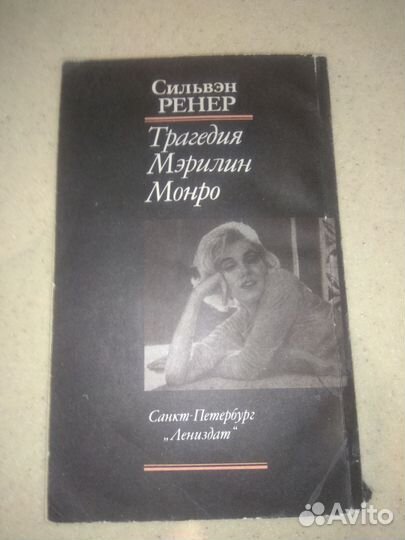 Сильвэн
РЕНЕР
Трагедия
Мэрилин
Монро
Санкт-Петербург
„Лениздат“
Avito